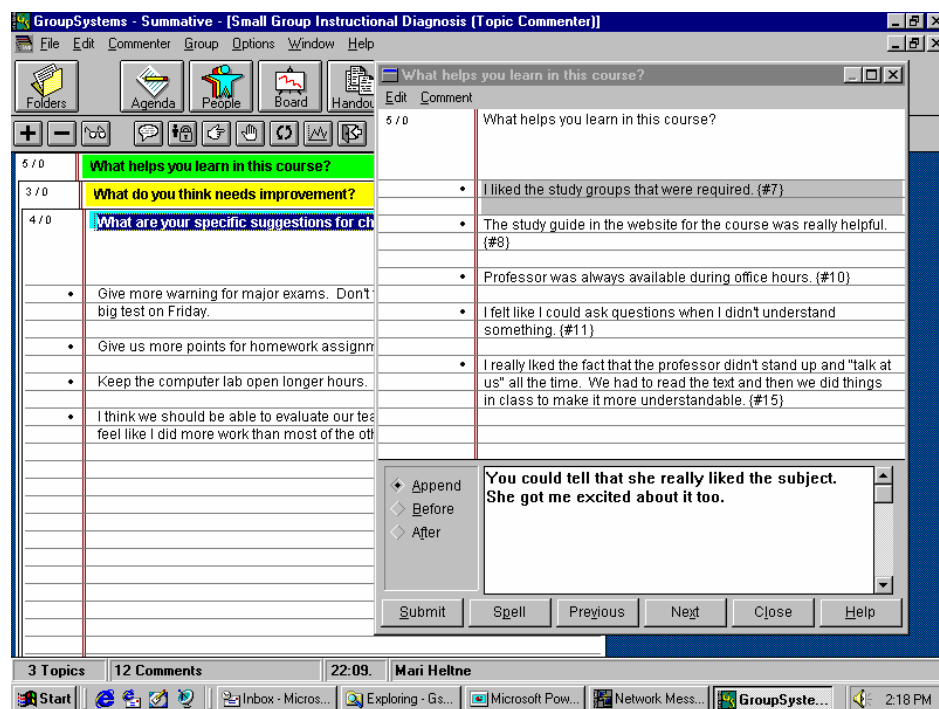 GroupSystems - Summative - [Small Group Instructional Diagnosis (Topic Commenter)]
File Edit Commenter Group Options Window Help
Folders Agenda People Board Handou
What helps you learn in this course?
Edit Comment
5 / 0 What helps you learn in this course?
• I liked the study groups that were required. {#7}
• The study guide in the website for the course was really helpful.
{#8}
• Professor was always available during office hours. {#10}
• I felt like I could ask questions when I didn't understand
something. {#11}
• I really lked the fact that the professor didn't stand up and "talk at
us" all the time. We had to read the text and then we did things
in class to make it more understandable. {#15}
Append
Before
After
You could tell that she really liked the subject.
She got me excited about it too.
Submit Spell Previous Next Close Help
5 / 0 What helps you learn in this course?
3 / 0 What do you think needs improvement?
4 / 0 What are your specific suggestions for ch
• Give more warning for major exams. Don't
big test on Friday.
• Give us more points for homework assignm
• Keep the computer lab open longer hours.
• I think we should be able to evaluate our tea
feel like I did more work than most of the oth
3 Topics 12 Comments 22:09. Mari Heltne
Start Inbox - Micros... Exploring - Gs... Microsoft Pow... Network Mess... GroupSyste... 2:18 PM